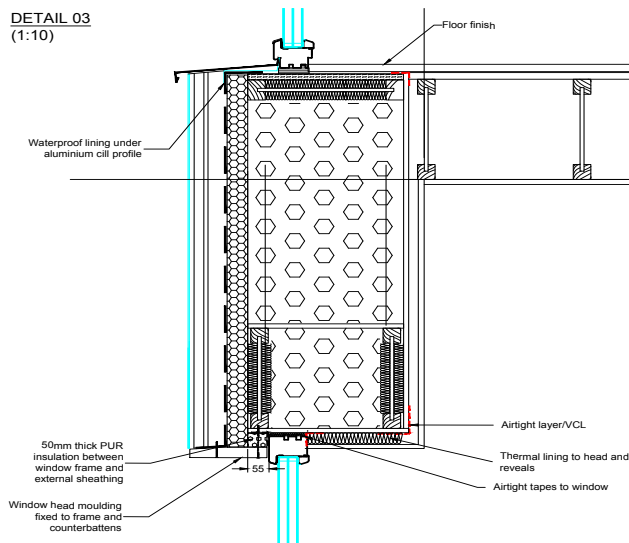 DETAIL 03
(1:10)
Floor finish
Waterproof lining under
aluminium cill profile
Airtight layer/VCL
50mm thick PUR
insulation between
window frame and
external sheathing
55
Thermal lining to head and
reveals
Airtight tapes to window
Window head moulding
fixed to frame and
counterbattens